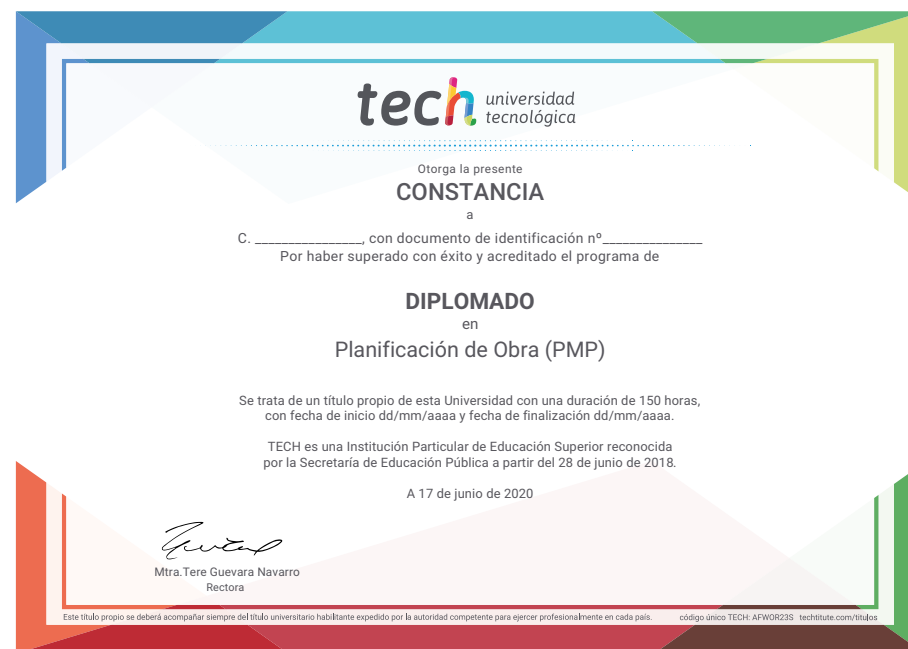 tech universidad
tecnológica
Otorga la presente
CONSTANCIA
a
C. ________________, con documento de identificación nº_______________
Por haber superado con éxito y acreditado el programa de
DIPLOMADO
en
Planificación de Obra (PMP)
Se trata de un título propio de esta Universidad con una duración de 150 horas,
con fecha de inicio dd/mm/aaaa y fecha de finalización dd/mm/aaaa.
TECH es una Institución Particular de Educación Superior reconocida
por la Secretaría de Educación Pública a partir del 28 de junio de 2018.
A 17 de junio de 2020
Mtra.Tere Guevara Navarro
Rectora
Este título propio se deberá acompañar siempre del título universitario habilitante expedido por la autoridad competente para ejercer profesionalmente en cada país. código único TECH: AFWOR23S techtitute.com/titulos